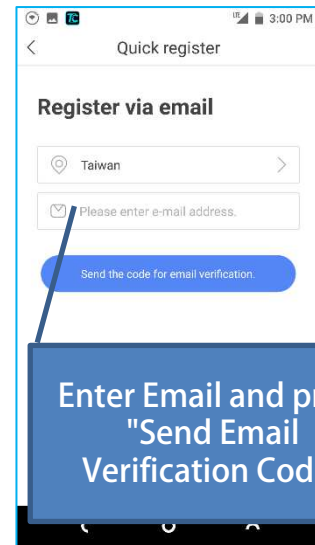 LTE 3:00 PM
Quick register
Register via email
Taiwan
Please enter e-mail address.
Send the code for email verification.
Enter Email and pr
"Send Email
Verification Cod